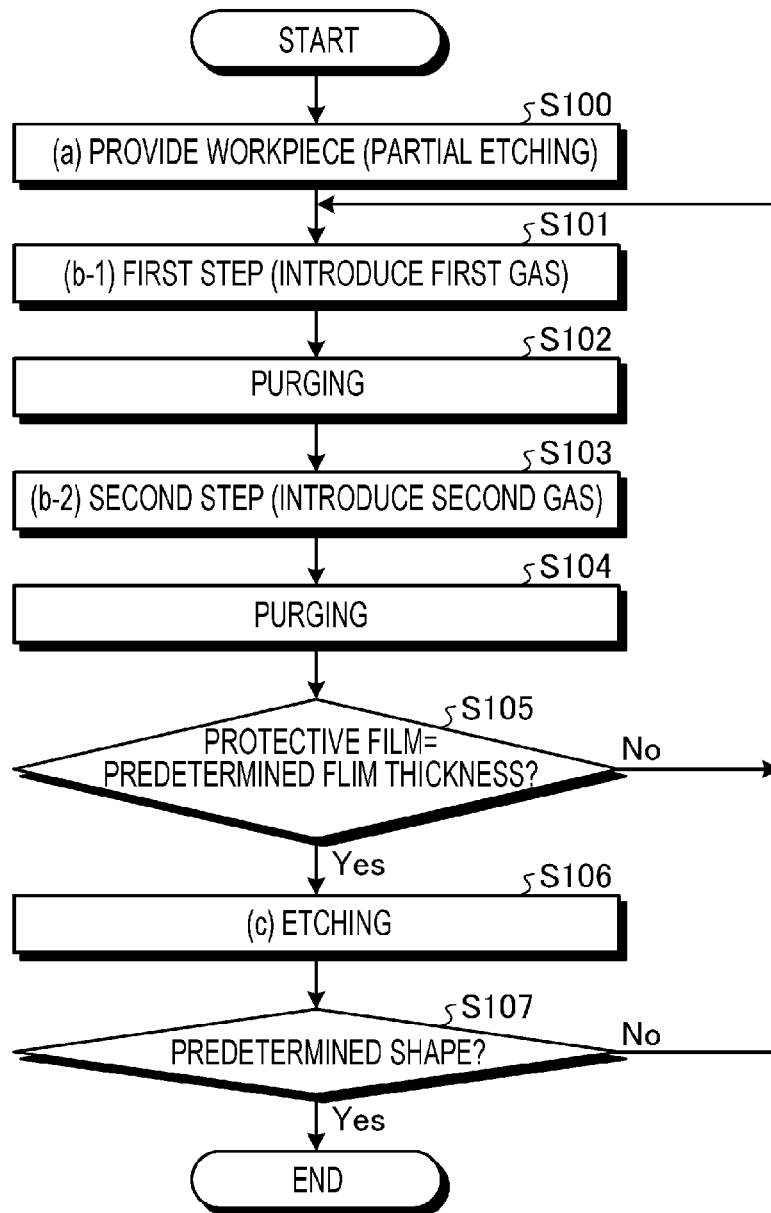 START
S100
(a) PROVIDE WORKPIECE (PARTIAL ETCHING)
S101
(b-1) FIRST STEP (INTRODUCE FIRST GAS)
S102
PURGING
S103
(b-2) SECOND STEP (INTRODUCE SECOND GAS)
S104
PURGING
S105
PROTECTIVE FILM=
PREDETERMINED FLIM THICKNESS?
No
Yes
S106
(c) ETCHING
S107
PREDETERMINED SHAPE?
No
Yes
END